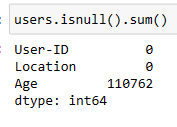 users.isnull().sum()
User-ID 0
Location 0
Age 110762
dtype: int64